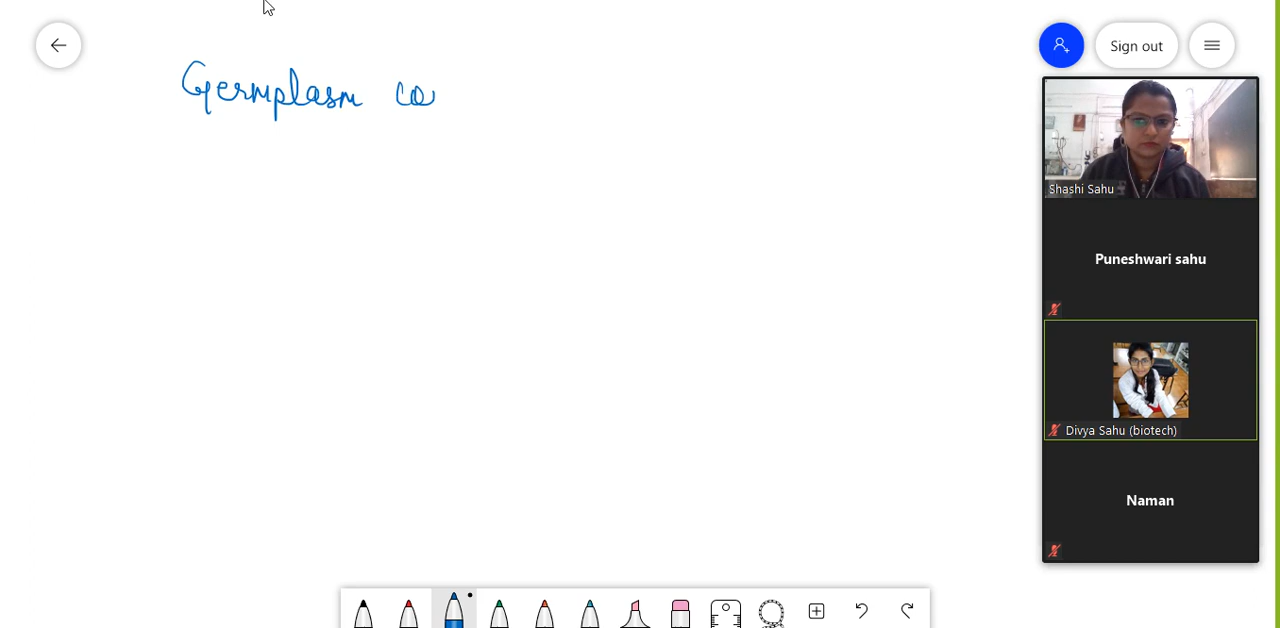 Sign out
Germplasm co
Shashi Sahu
Puneshwari sahu
Divya Sahu (biotech)
Naman